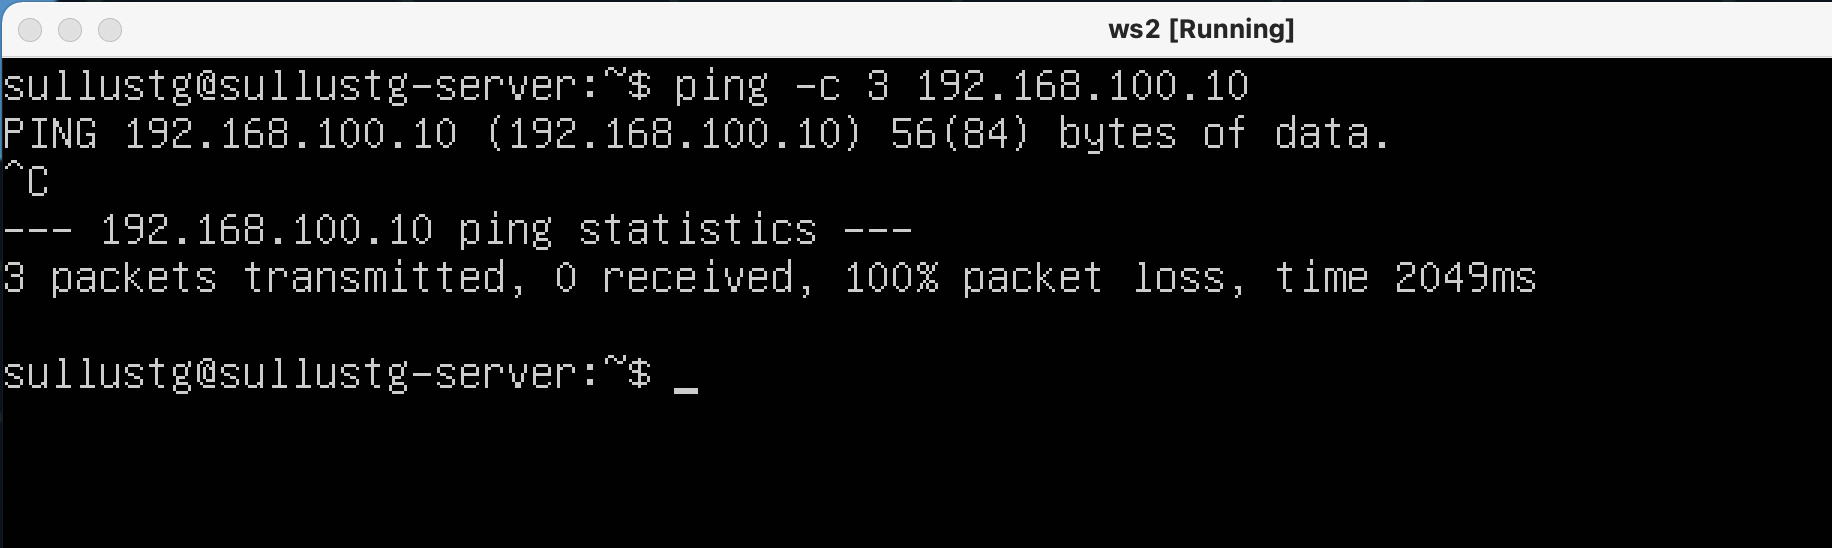 ws2 [Running]
sullustg@sullustg-server:~$ ping -c 3 192.168.100.10
PING 192.168.100.10 (192.168.100.10) 56(84) bytes of data.
^C
--- 192.168.100.10 ping statistics ---
3 packets transmitted, 0 received, 100% packet loss, time 2049ms
sullustg@sullustg-server:~$ _